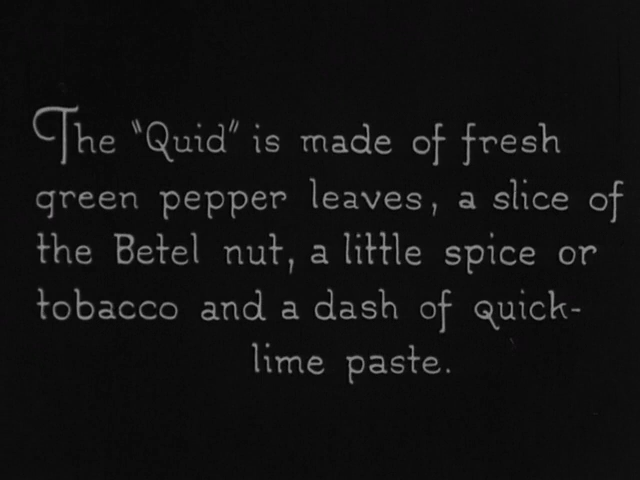 The "Quid" is made of fresh
green pepper leaves, a slice of
the Betel nut, a little spice or
tobacco and a dash of quick-
lime paste.